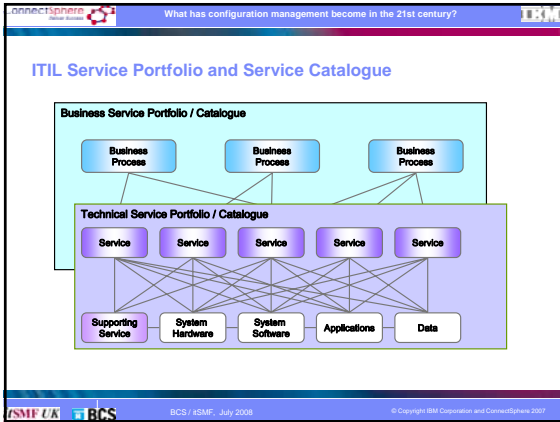 ConnectSphere
What has configuration management become in the 21st century?
IBM
ITIL Service Portfolio and Service Catalogue
Business Service Portfolio / Catalogue
Business
Process
Business
Process
Business
Process
Technical Service Portfolio / Catalogue
Service
Service
Service
Service
Service
Supporting
Service
System
Hardware
System
Software
Applications
Data
itSMF UK
BCS
BCS / itSMF, July 2008
© Copyright IBM Corporation and ConnectSphere 2007